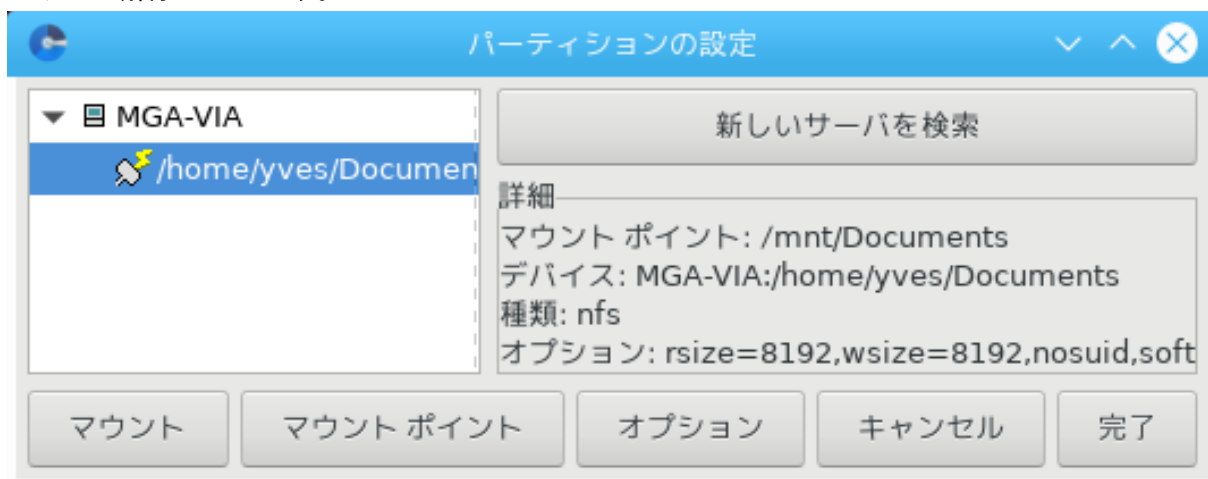 パーティションの設定
MGA-VIA
/home/yves/Documen
新しいサーバを検索
詳細
マウント ポイント: /mnt/Documents
デバイス: MGA-VIA:/home/yves/Documents
種類: nfs
オプション: rsize=8192,wsize=8192,nosuid,soft
マウント
マウント ポイント
オプション
キャンセル
完了